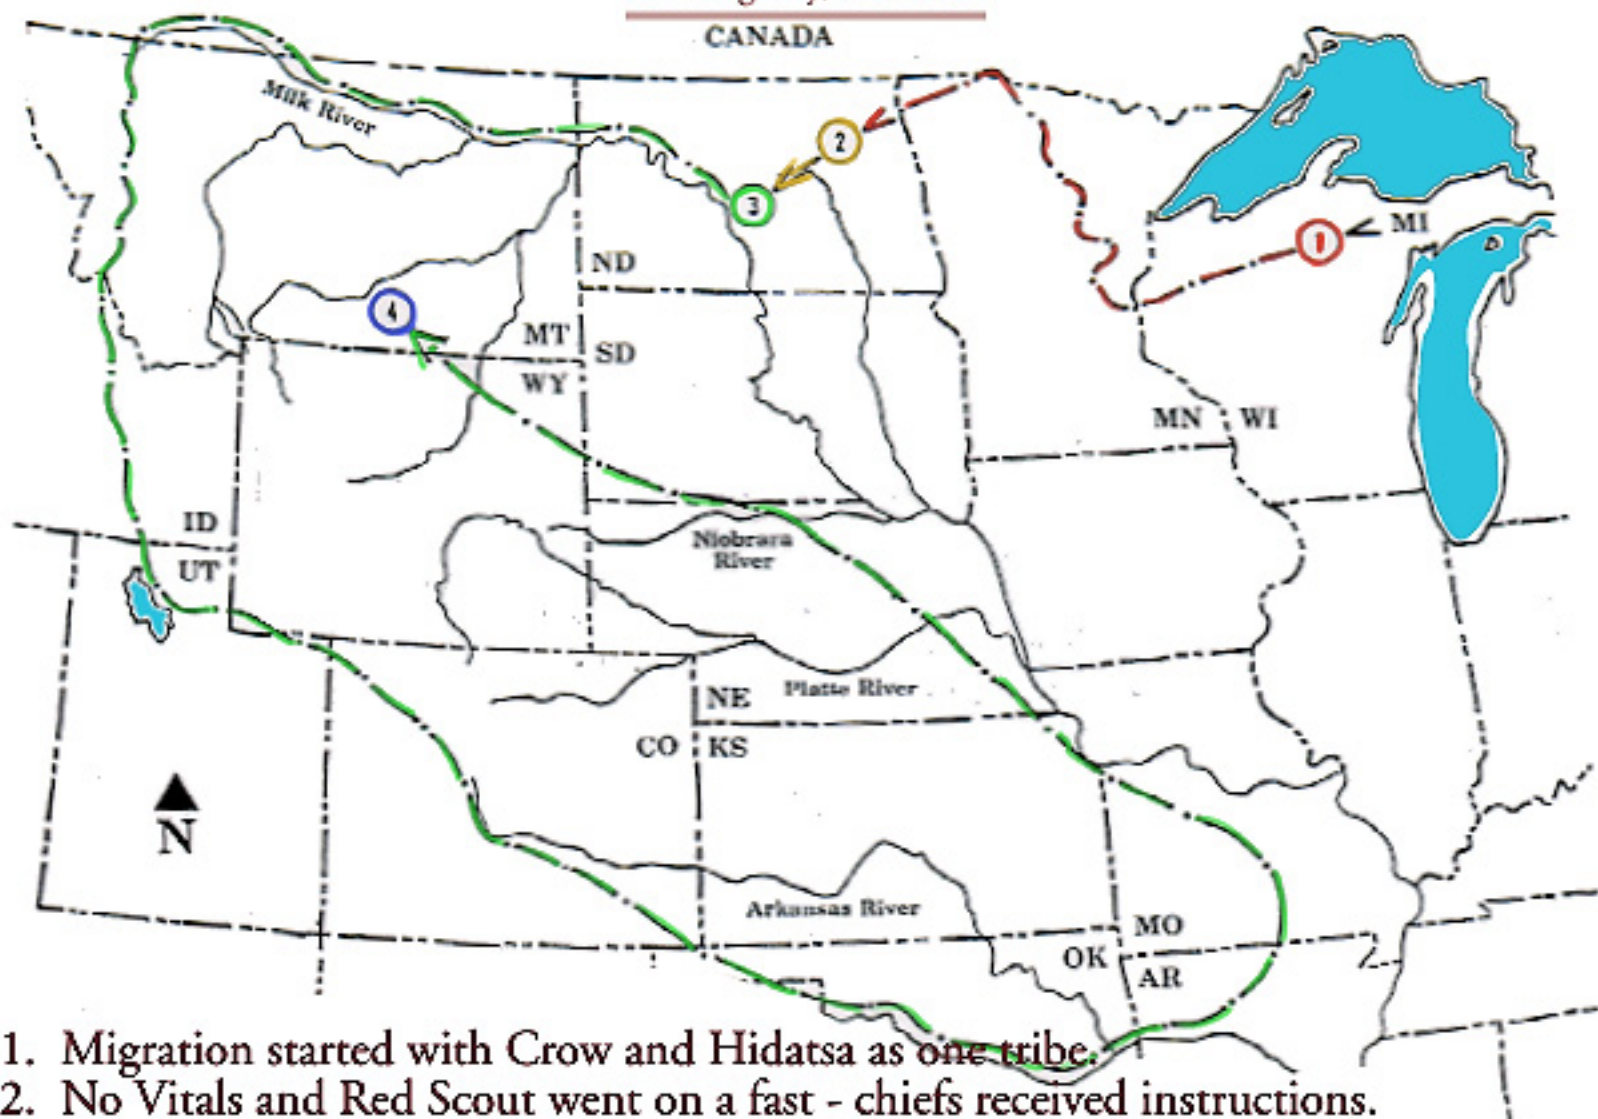 CANADA
Milk River
2
3
1
MI
ND
4
MT
SD
WY
MN
WI
ID
UT
Niobrara
River
NE
Platte River
CO
KS
N
Arkansas River
MO
OK
AR
1. Migration started with Crow and Hidatsa as one tribe.
2. No Vitals and Red Scout went on a fast - chiefs received instructions.